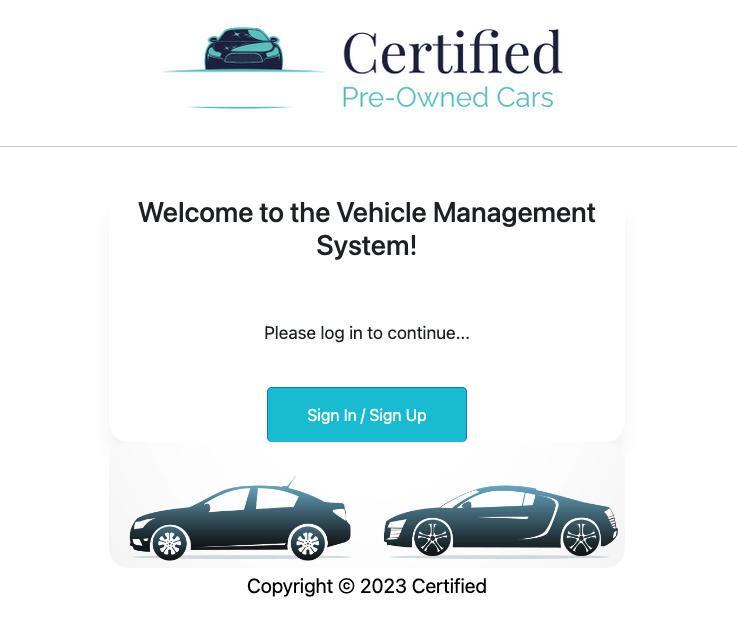 Certified
Pre-Owned Cars
Welcome to the Vehicle Management
System!
Please log in to continue...
Sign In / Sign Up
Copyright © 2023 Certified